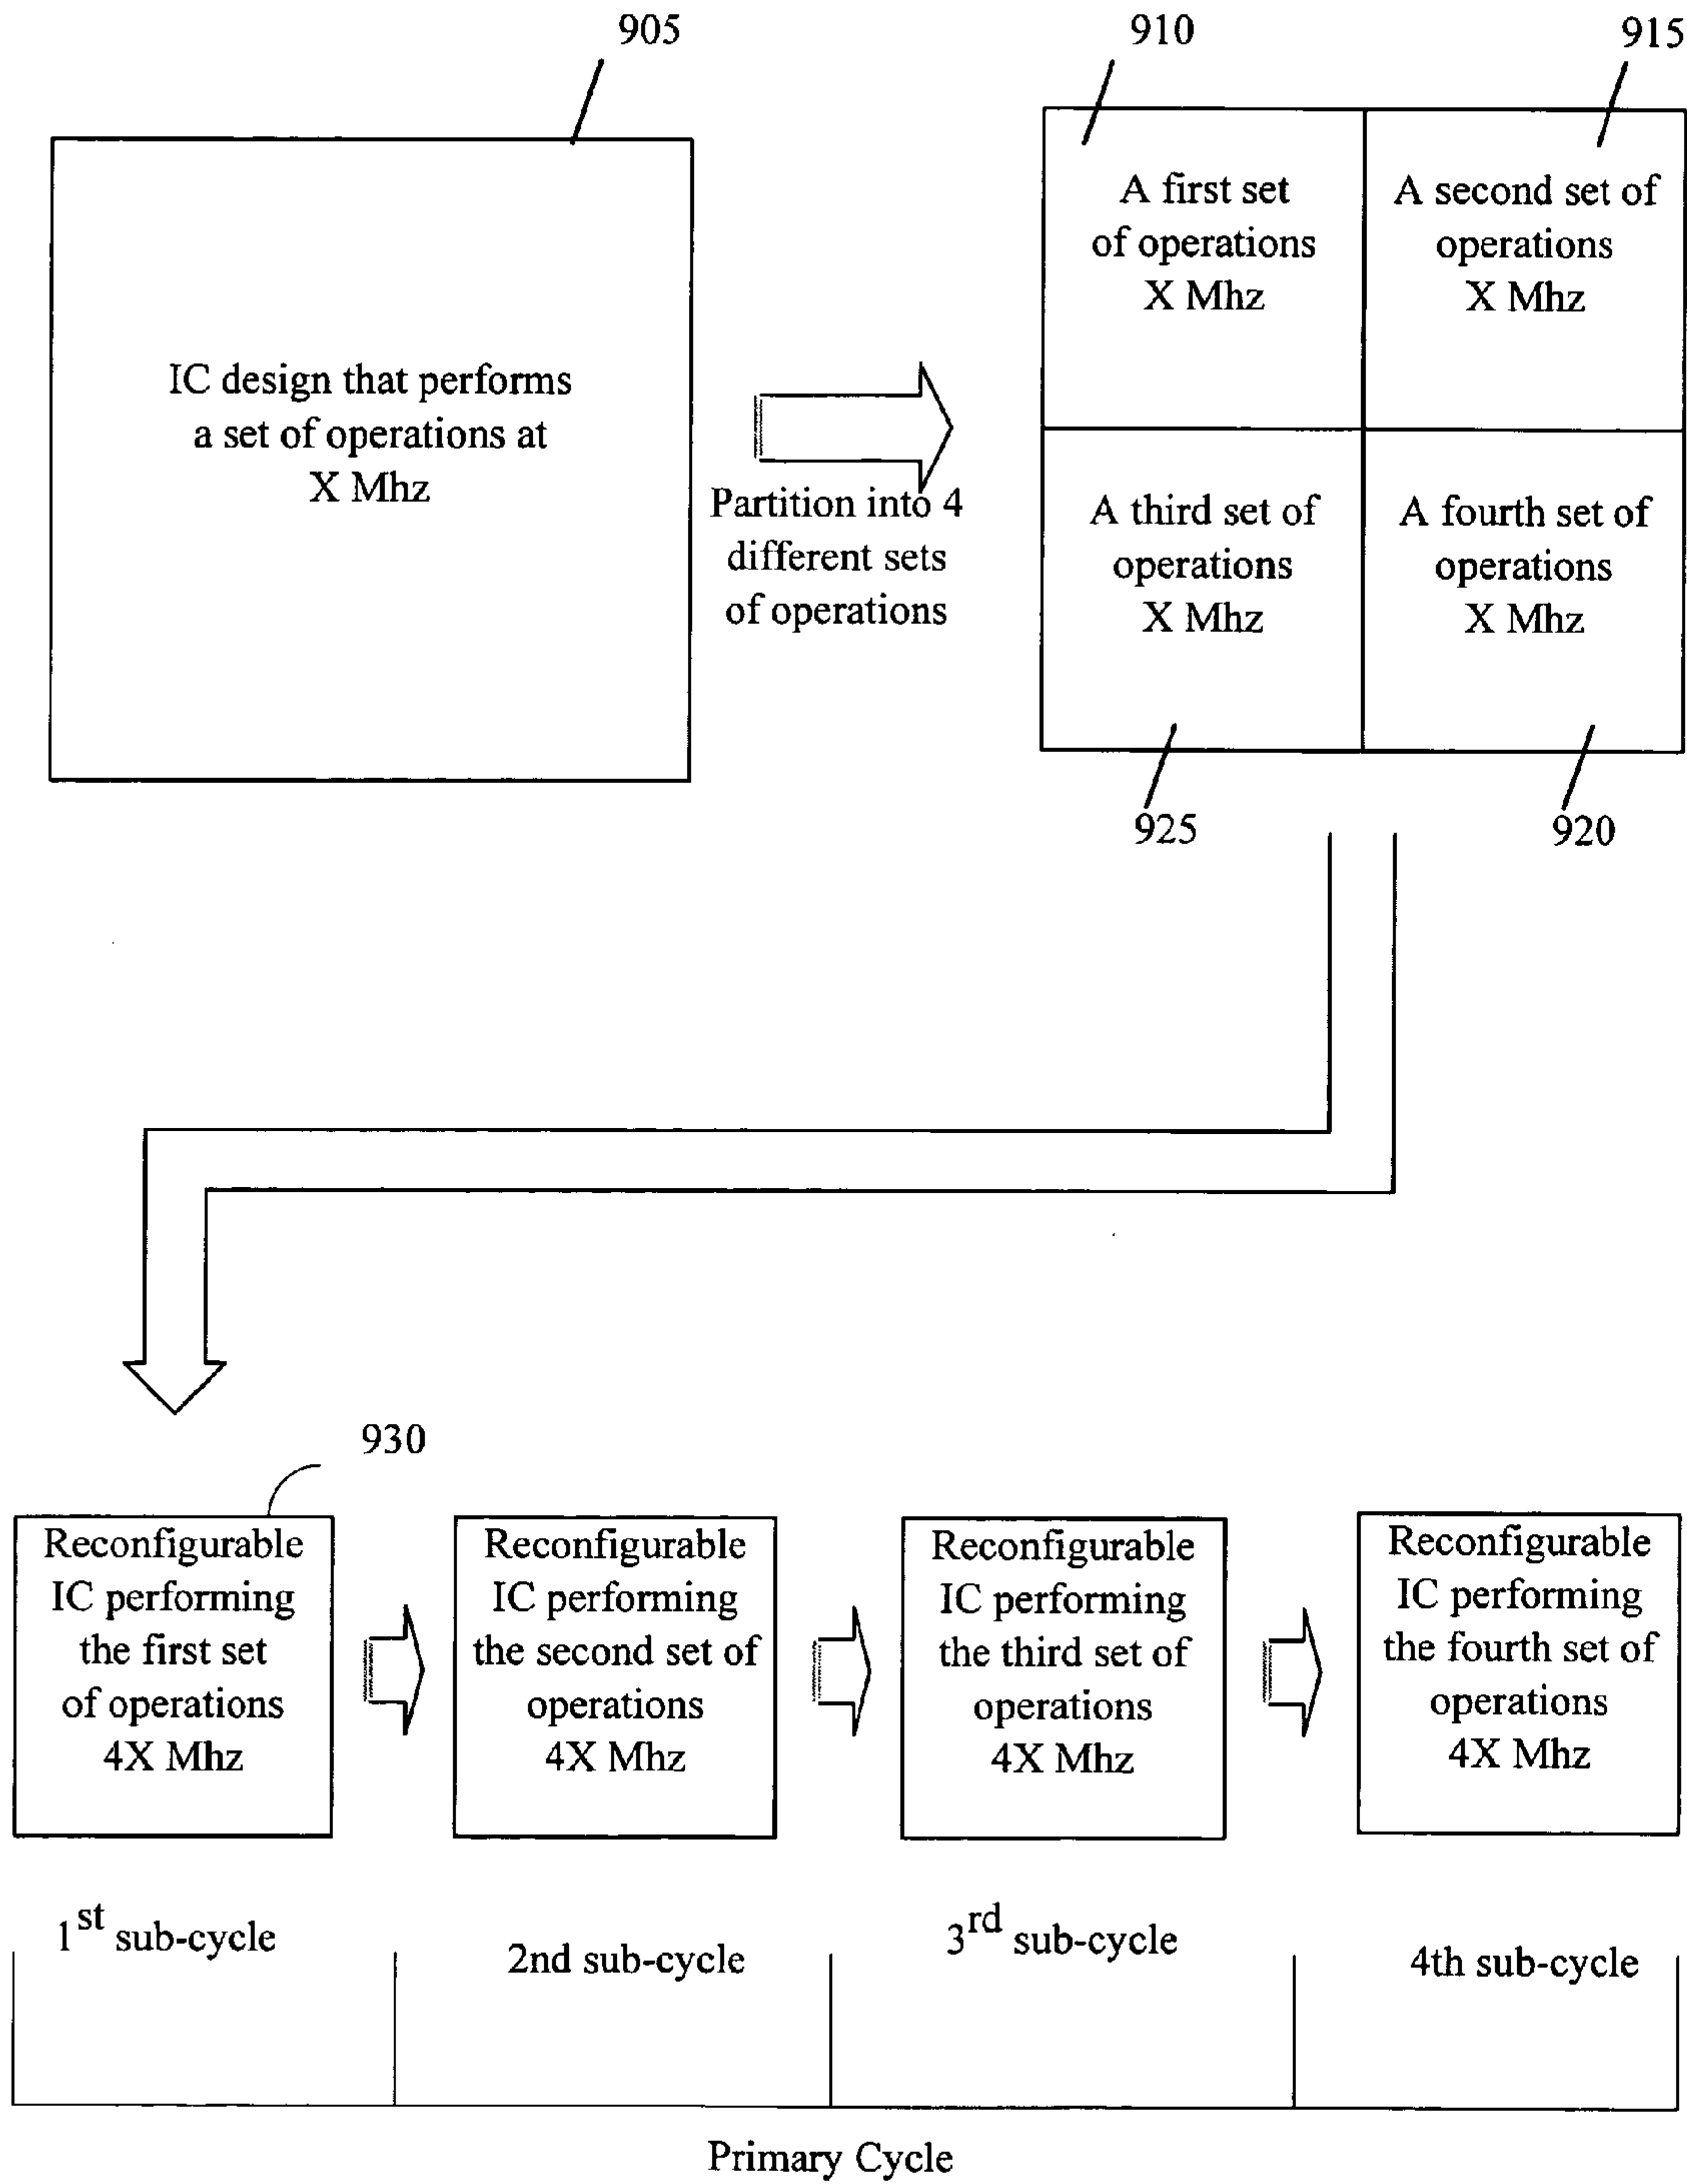 905
910
915
IC design that performs
a set of operations at
X Mhz
Partition into 4
different sets
of operations
A first set
of operations
X Mhz
A second set of
operations
X Mhz
A third set of
operations
X Mhz
A fourth set of
operations
X Mhz
925
920
930
Reconfigurable
IC performing
the first set
of operations
4X Mhz
Reconfigurable
IC performing
the second set of
operations
4X Mhz
Reconfigurable
IC performing
the third set of
operations
4X Mhz
Reconfigurable
IC performing
the fourth set of
operations
4X Mhz
1st sub-cycle
2nd sub-cycle
3rd sub-cycle
4th sub-cycle
Primary Cycle